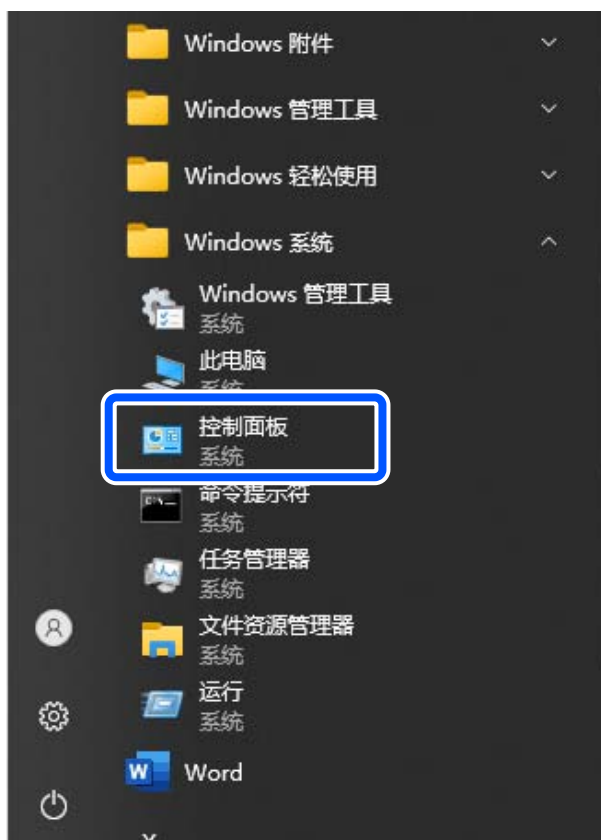 Windows 附件
Windows 管理工具
Windows 轻松使用
Windows 系统
Windows 管理工具
系统
此电脑
系统
控制面板
系统
命令提示符
系统
任务管理器
系统
文件资源管理器
系统
运行
系统
Word